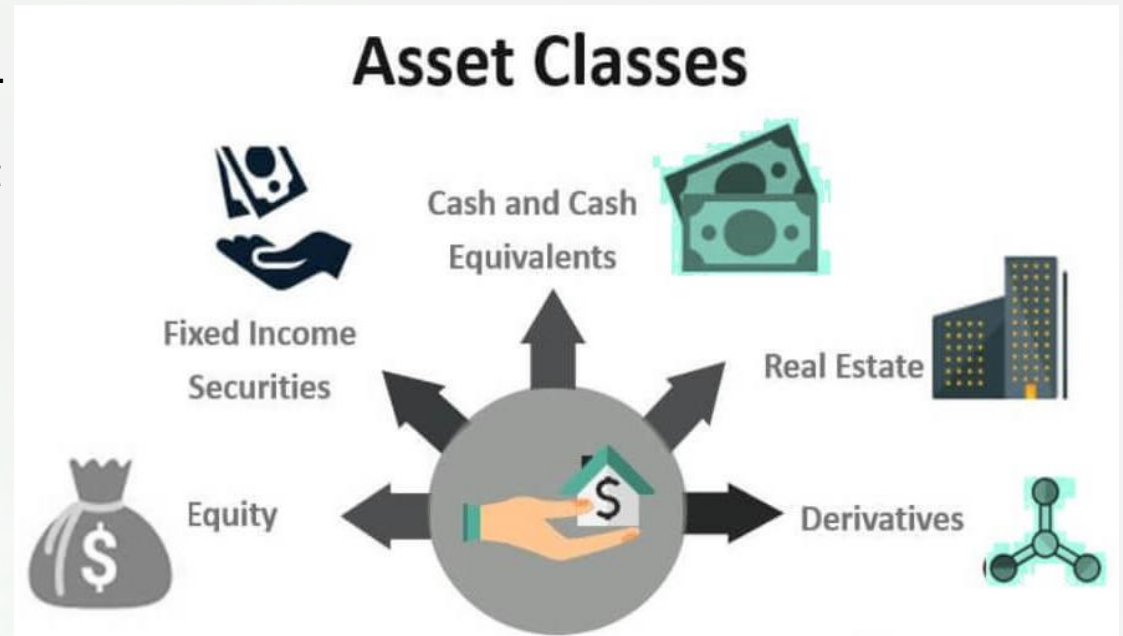 Asset Classes
Cash and Cash
Equivalents
Fixed Income
Securities
Real Estate
Equity
$
$
Derivatives